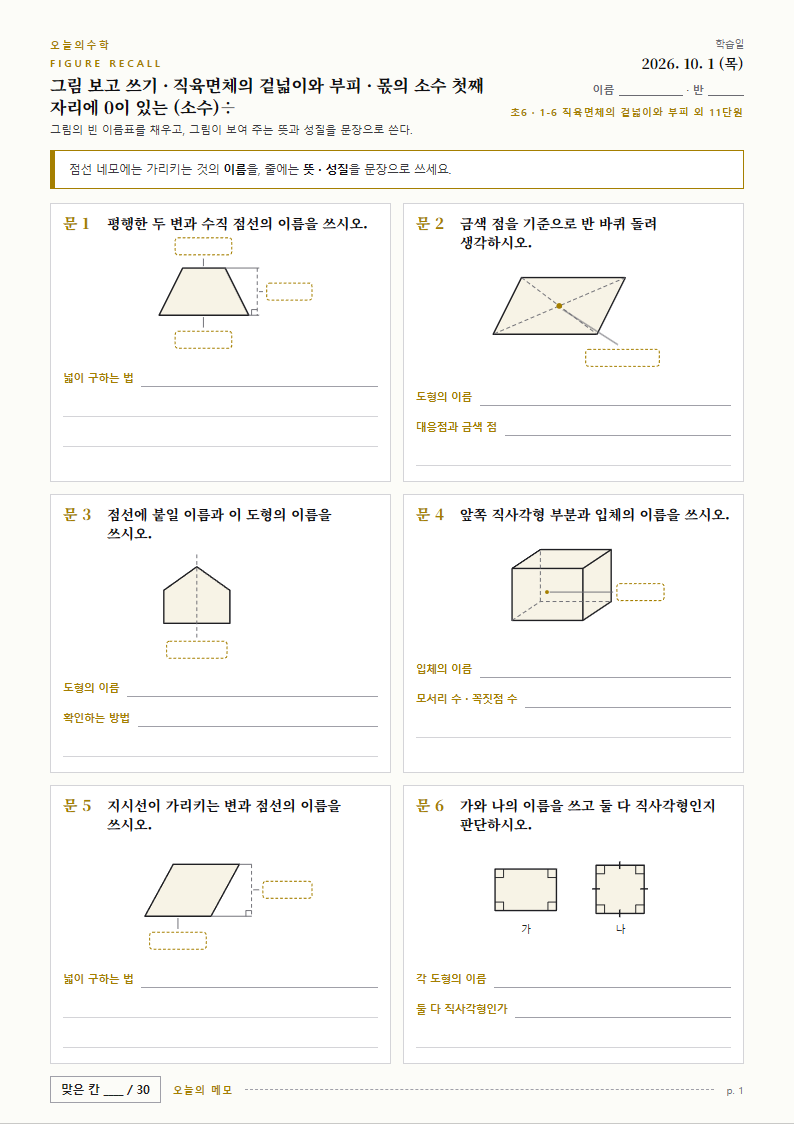 오늘의수학
FIGURE RECALL
그림 보고 쓰기 · 직육면체의 겉넓이와 부피 · 몫의 소수 첫째
자리에 0이 있는 (소수)÷
그림의 빈 이름표를 채우고, 그림이 보여 주는 뜻과 성질을 문장으로 쓴다.
학습일
2026. 10. 1 (목)
이름 ________ · 반 ____
초6 · 1-6 직육면체의 겉넓이와 부피 외 11단원
점선 네모에는 가리키는 것의 이름을, 줄에는 뜻 · 성질을 문장으로 쓰세요.
문 1 평행한 두 변과 수직 점선의 이름을 쓰시오.
넓이 구하는 법
문 2 금색 점을 기준으로 반 바퀴 돌려
생각하시오.
도형의 이름
대응점과 금색 점
문 3 점선에 붙일 이름과 이 도형의 이름을
쓰시오.
도형의 이름
확인하는 방법
문 4 앞쪽 직사각형 부분과 입체의 이름을 쓰시오.
입체의 이름
모서리 수 · 꼭짓점 수
문 5 지시선이 가리키는 변과 점선의 이름을
쓰시오.
넓이 구하는 법
문 6 가와 나의 이름을 쓰고 둘 다 직사각형인지
판단하시오.
가 나
각 도형의 이름
둘 다 직사각형인가
맞은 칸 ___ / 30
오늘의 메모
p. 1